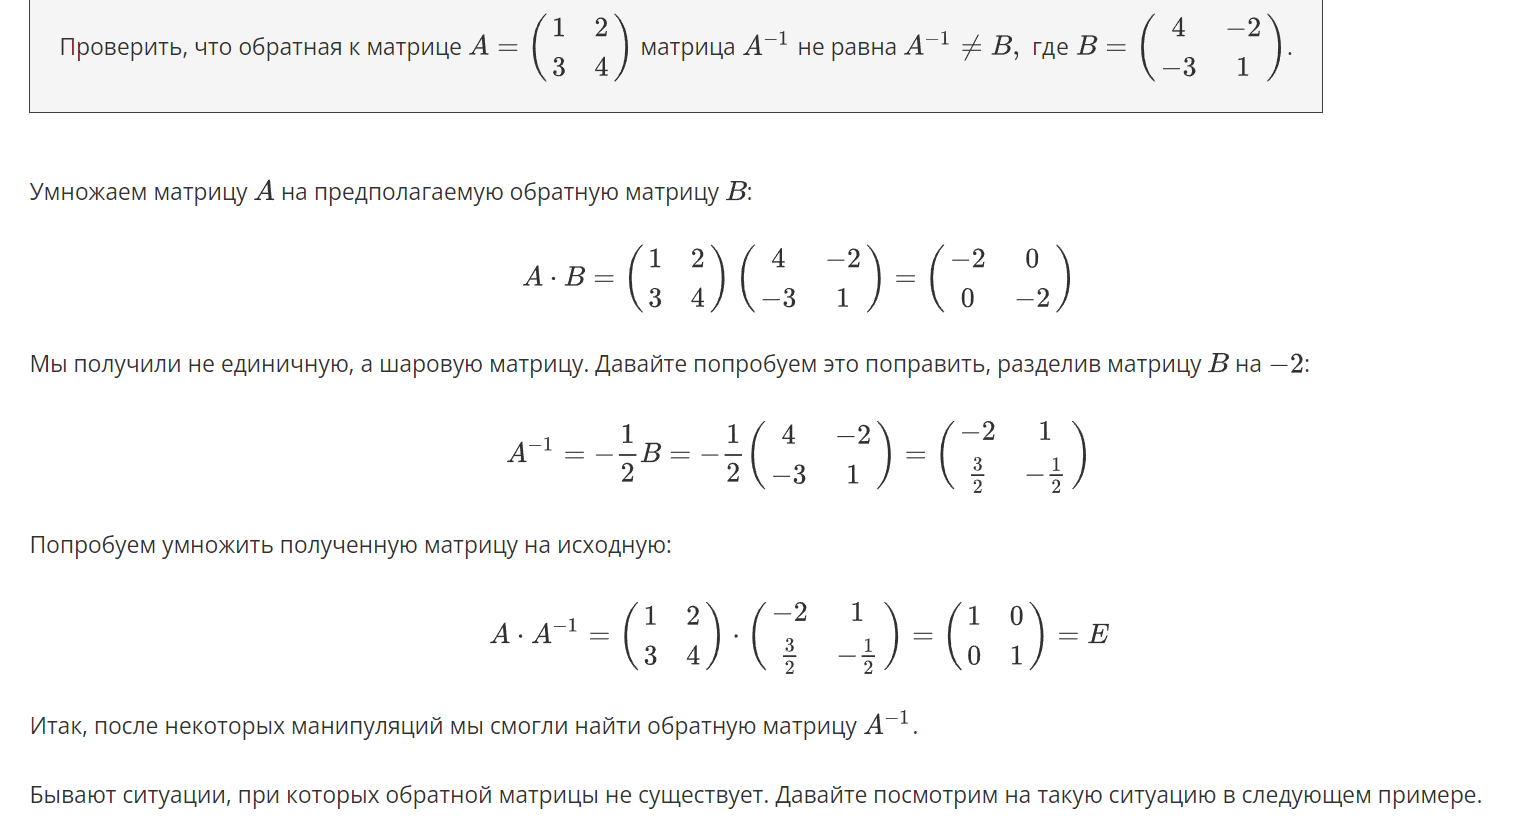 Проверить, что обратная к матрице $A = \begin{pmatrix} 1 & 2 \\ 3 & 4 \end{pmatrix}$ матрица $A^{-1}$ не равна $A^{-1} \neq B,$ где $B = \begin{pmatrix} 4 & -2 \\ -3 & 1 \end{pmatrix}$.
Умножаем матрицу $A$ на предполагаемую обратную матрицу $B$:
$A \cdot B = \begin{pmatrix} 1 & 2 \\ 3 & 4 \end{pmatrix} \begin{pmatrix} 4 & -2 \\ -3 & 1 \end{pmatrix} = \begin{pmatrix} -2 & 0 \\ 0 & -2 \end{pmatrix}$
Мы получили не единичную, а шаровую матрицу. Давайте попробуем это поправить, разделив матрицу $B$ на $-2$:
$A^{-1} = -\frac{1}{2} B = -\frac{1}{2} \begin{pmatrix} 4 & -2 \\ -3 & 1 \end{pmatrix} = \begin{pmatrix} -2 & 1 \\ \frac{3}{2} & -\frac{1}{2} \end{pmatrix}$
Попробуем умножить полученную матрицу на исходную:
$A \cdot A^{-1} = \begin{pmatrix} 1 & 2 \\ 3 & 4 \end{pmatrix} \cdot \begin{pmatrix} -2 & 1 \\ \frac{3}{2} & -\frac{1}{2} \end{pmatrix} = \begin{pmatrix} 1 & 0 \\ 0 & 1 \end{pmatrix} = E$
Итак, после некоторых манипуляций мы смогли найти обратную матрицу $A^{-1}$.
Бывают ситуации, при которых обратной матрицы не существует. Давайте посмотрим на такую ситуацию в следующем примере.